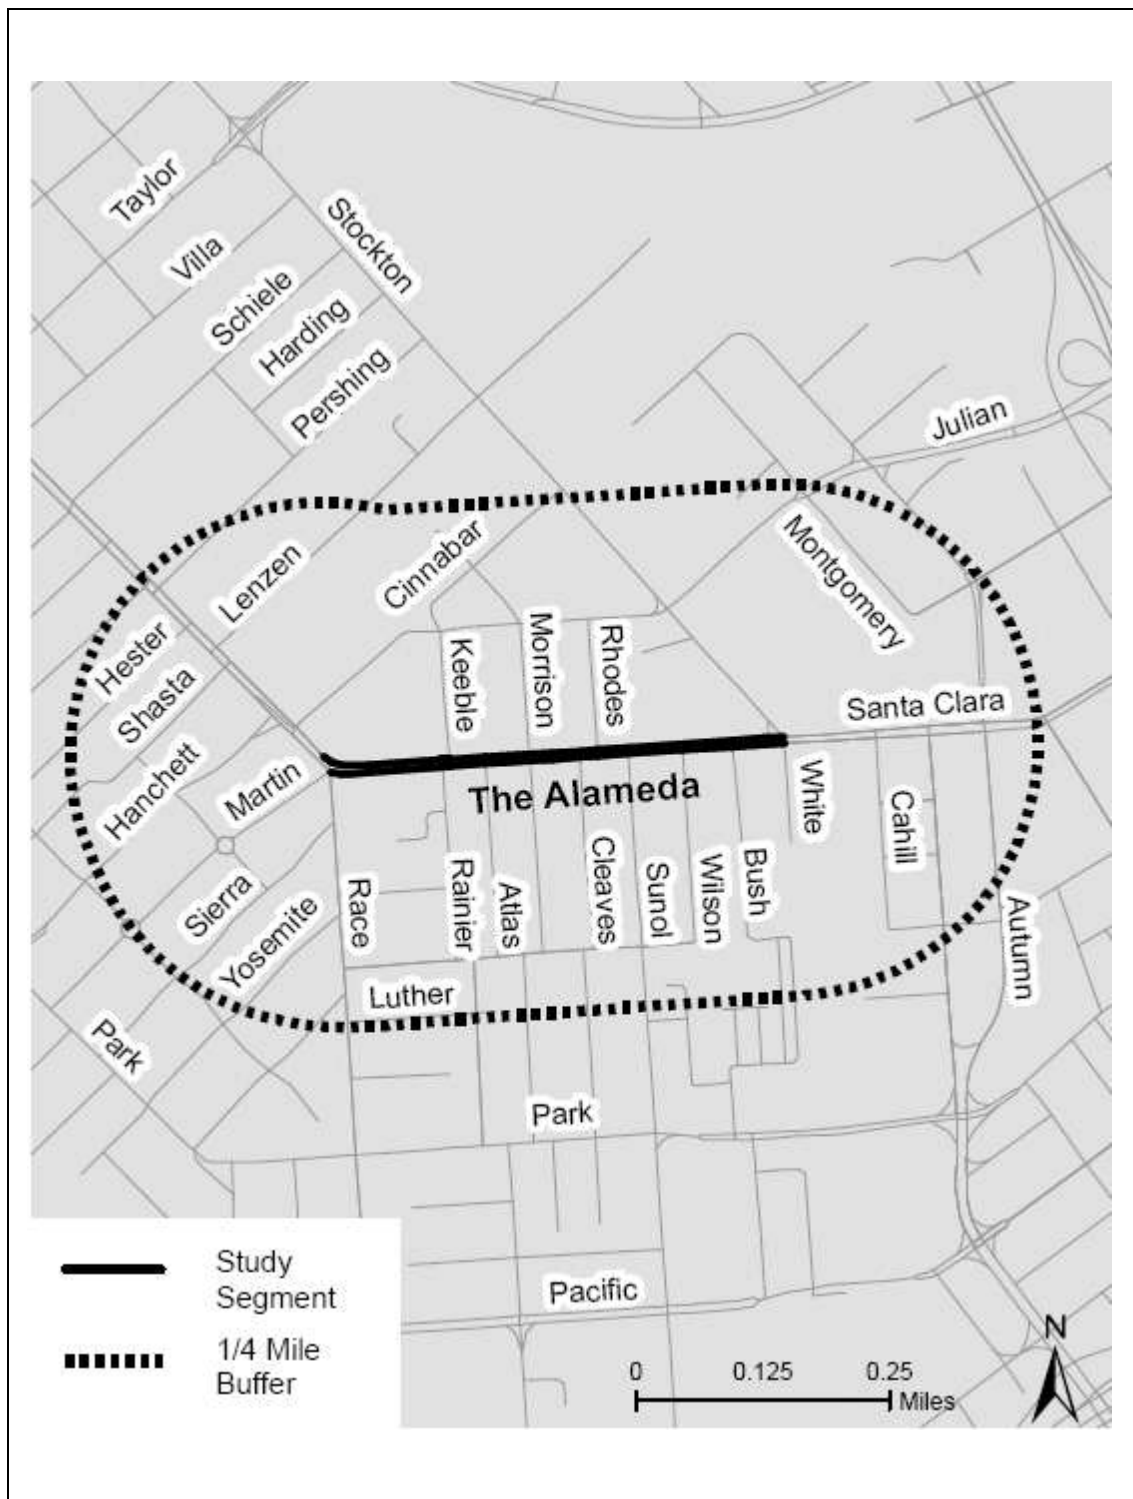 Taylor
Stockton
Villa
Schiele
Harding
Pershing
Julian
Cinnabar
Montgomery
Lenzen
Hester
Keeble
Morrison
Rhodes
Shasta
Santa Clara
Hanchett
Martin
The Alameda
White
Cahill
Sierra
Yosemite
Race
Rainier
Atlas
Cleaves
Sunol
Wilson
Bush
Autumn
Luther
Park
Park
Pacific
Study
Segment
1/4 Mile
Buffer
0 0.125 0.25
Miles
N